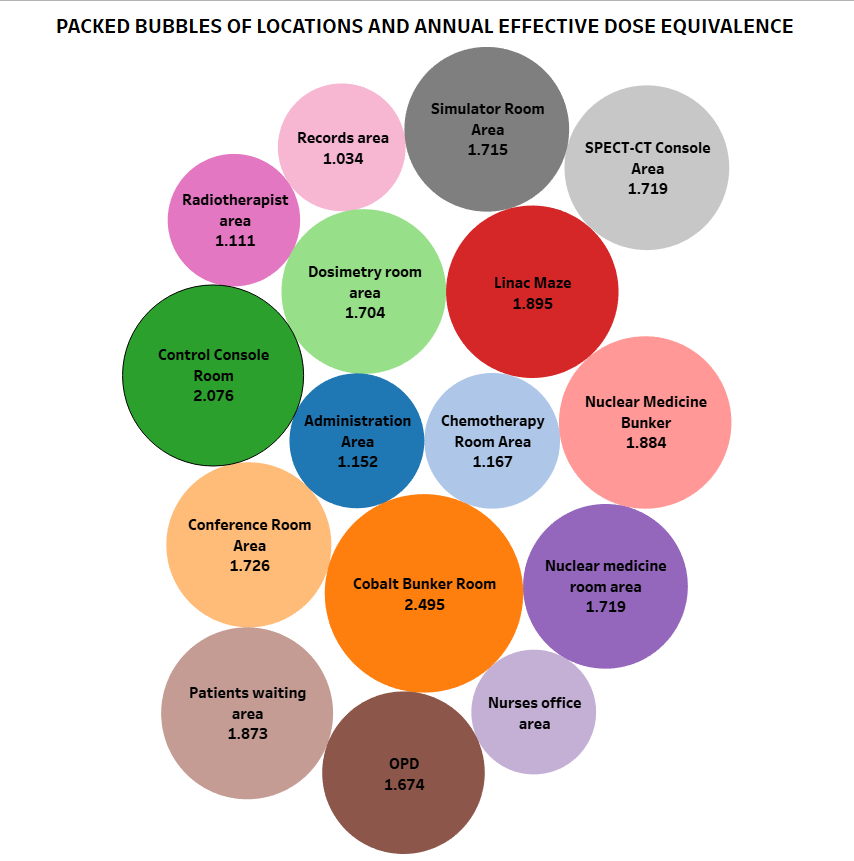 PACKED BUBBLES OF LOCATIONS AND ANNUAL EFFECTIVE DOSE EQUIVALENCE
Simulator Room
Area
1.715
Records area
1.034
SPECT-CT Console
Area
1.719
Radiotherapist
area
1.111
Dosimetry room
area
1.704
Linac Maze
1.895
Control Console
Room
2.076
Administration
Area
1.152
Chemotherapy
Room Area
1.167
Nuclear Medicine
Bunker
1.884
Conference Room
Area
1.726
Cobalt Bunker Room
2.495
Nuclear medicine
room area
1.719
Patients waiting
area
1.873
Nurses office
area
OPD
1.674